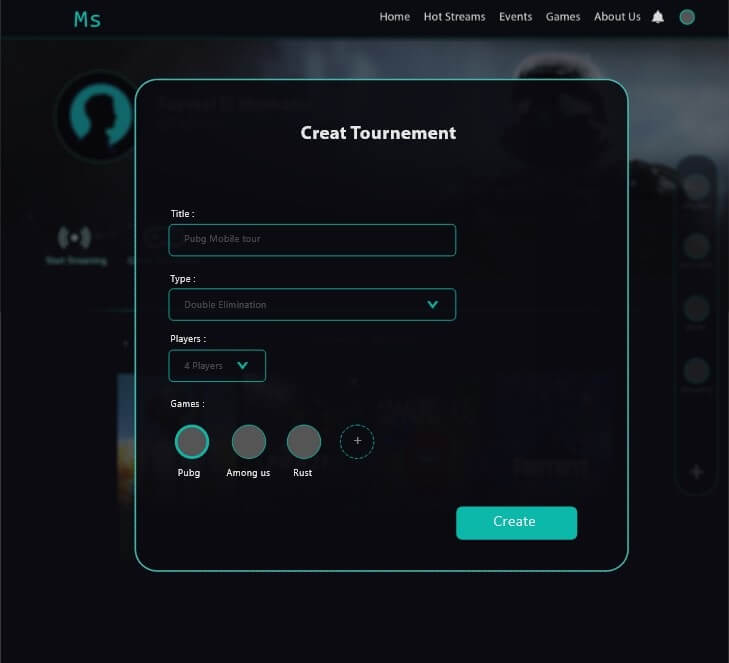 Ms
Home Hot Streams Events Games About Us
Creat Tournement
Title :
Pubg Mobile tour
Type :
Double Elimination
Players :
4 Players
Games :
+
Pubg Among us Rust
Create
Start Streaming